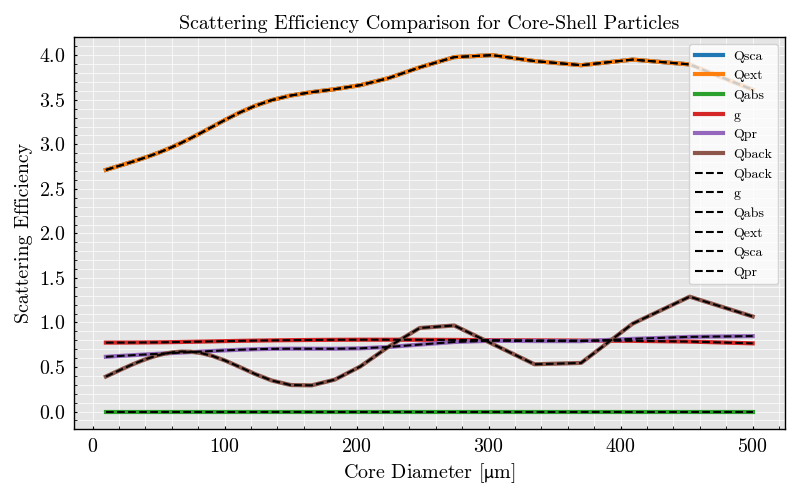 Scattering Efficiency Comparison for Core-Shell Particles
Scattering Efficiency
4.0
3.5
3.0
2.5
2.0
1.5
1.0
0.5
0.0
Qsca
Qext
Qabs
g
Qpr
Qback
Qback
g
Qabs
Qext
Qsca
Qpr
0 100 200 300 400 500
Core Diameter [µm]